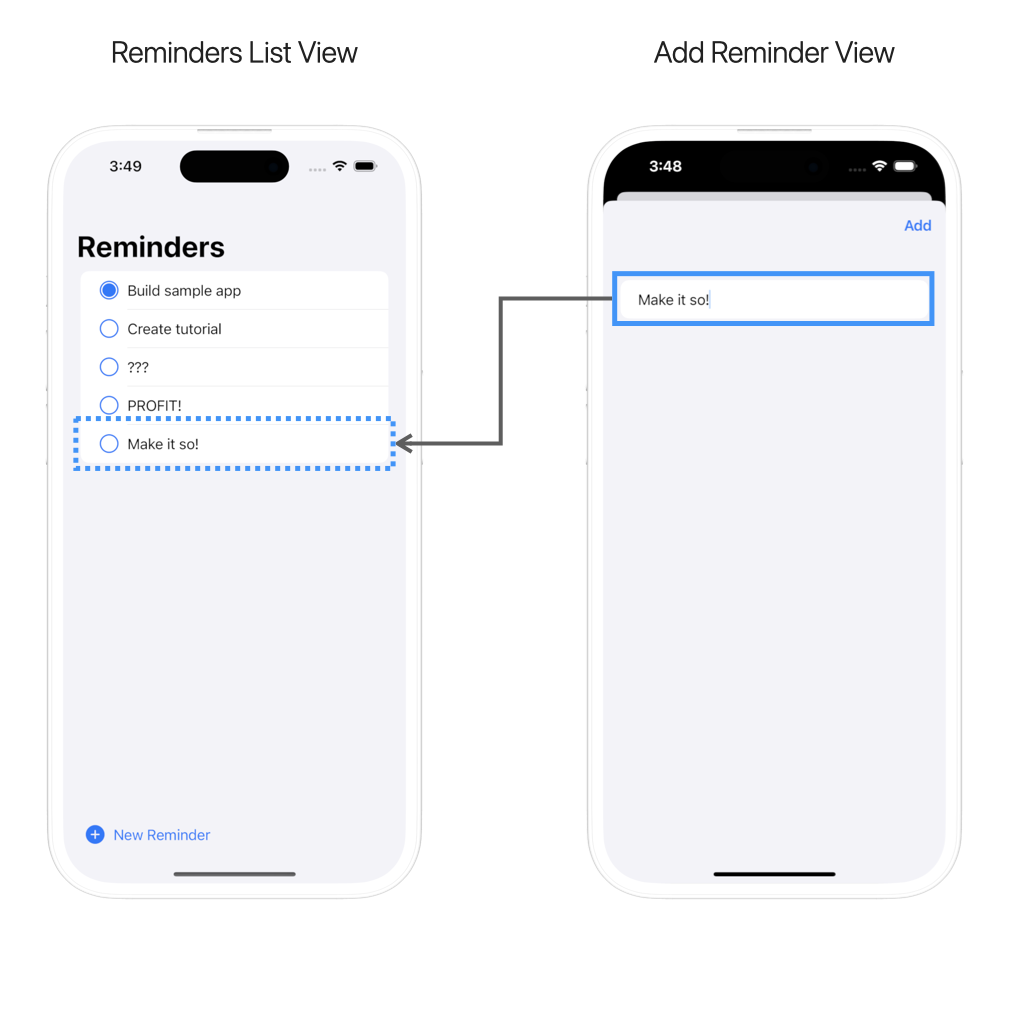 Reminders List View
Add Reminder View
3:49
Reminders
Build sample app
Create tutorial
???
PROFIT!
Make it so!
New Reminder
3:48
Add
Make it so!